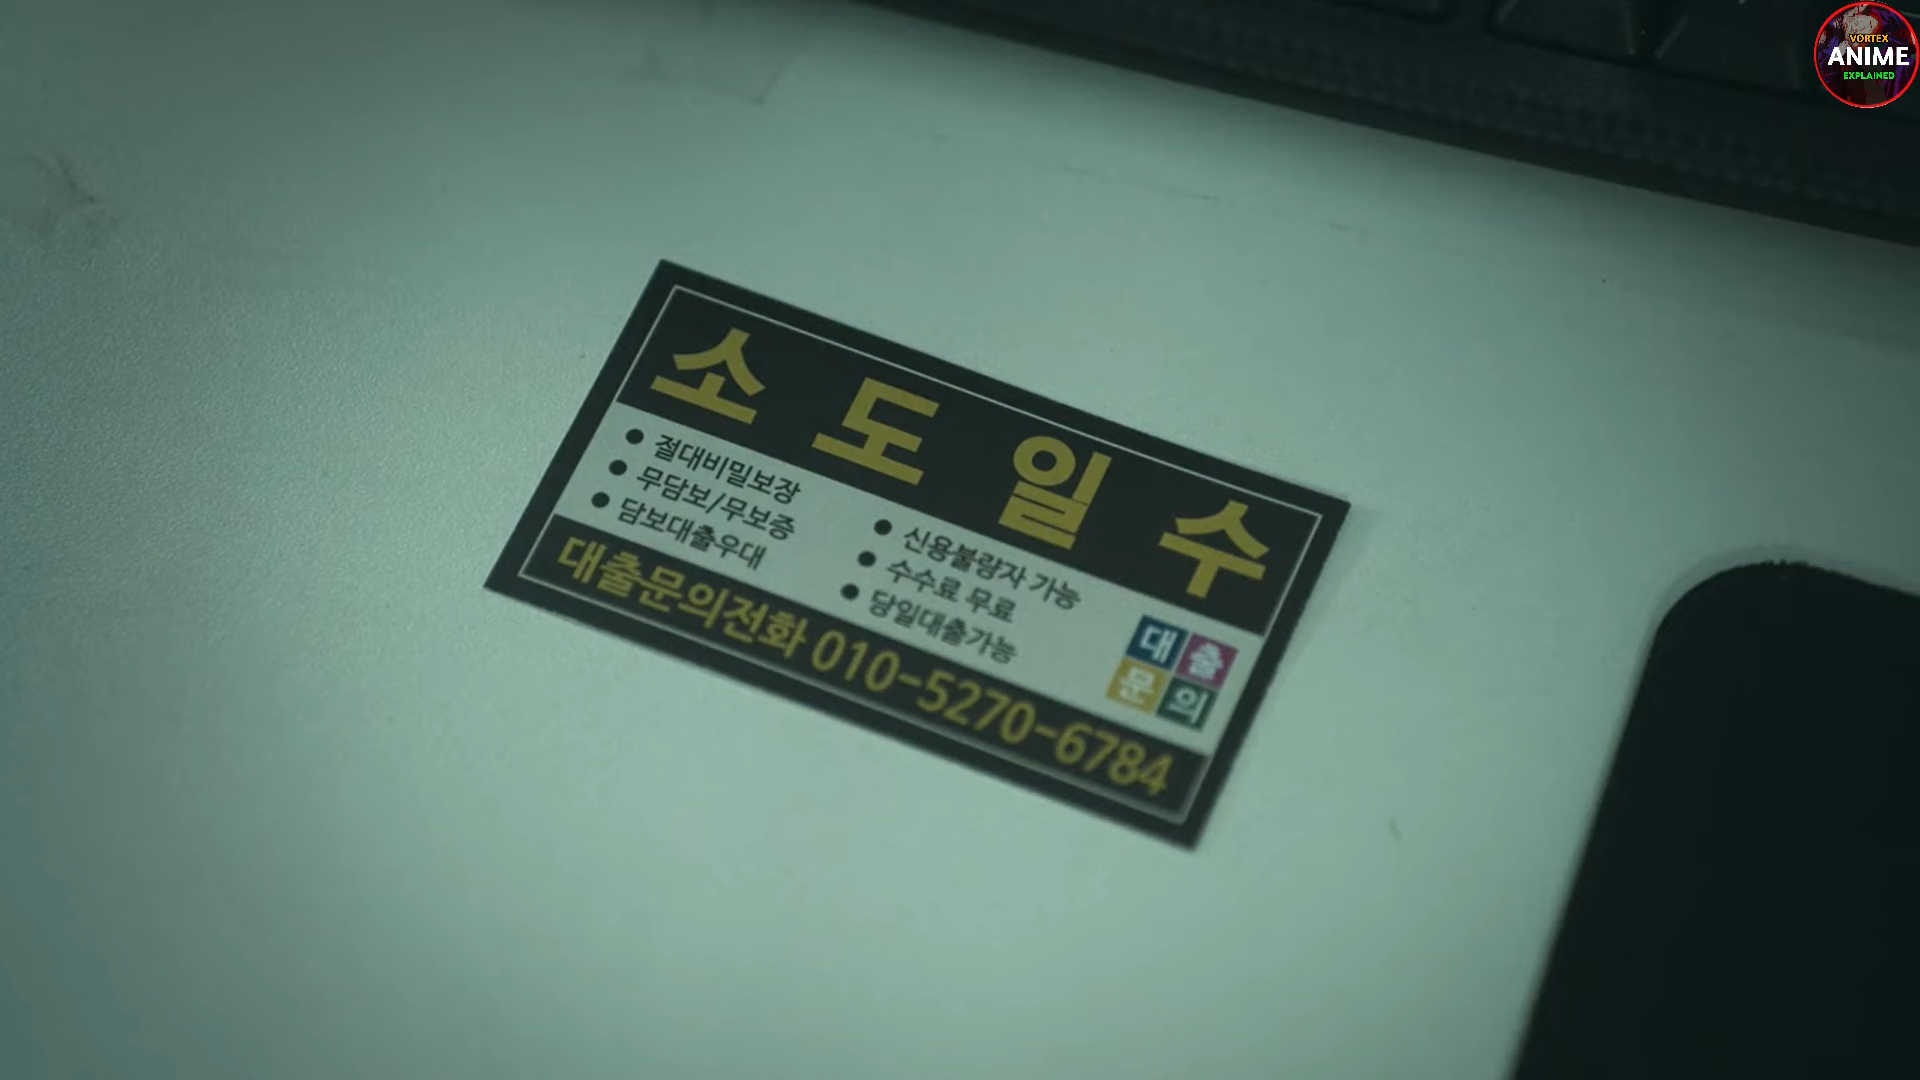 VORTEX
ANIME
EXPLAINED
소도일수
● 절대비밀보장
● 무담보/무보증
● 담보대출우대
● 신용불량자 가능
● 수수료 무료
● 당일대출가능
대출
문의
대출문의전화 010-5270-6784